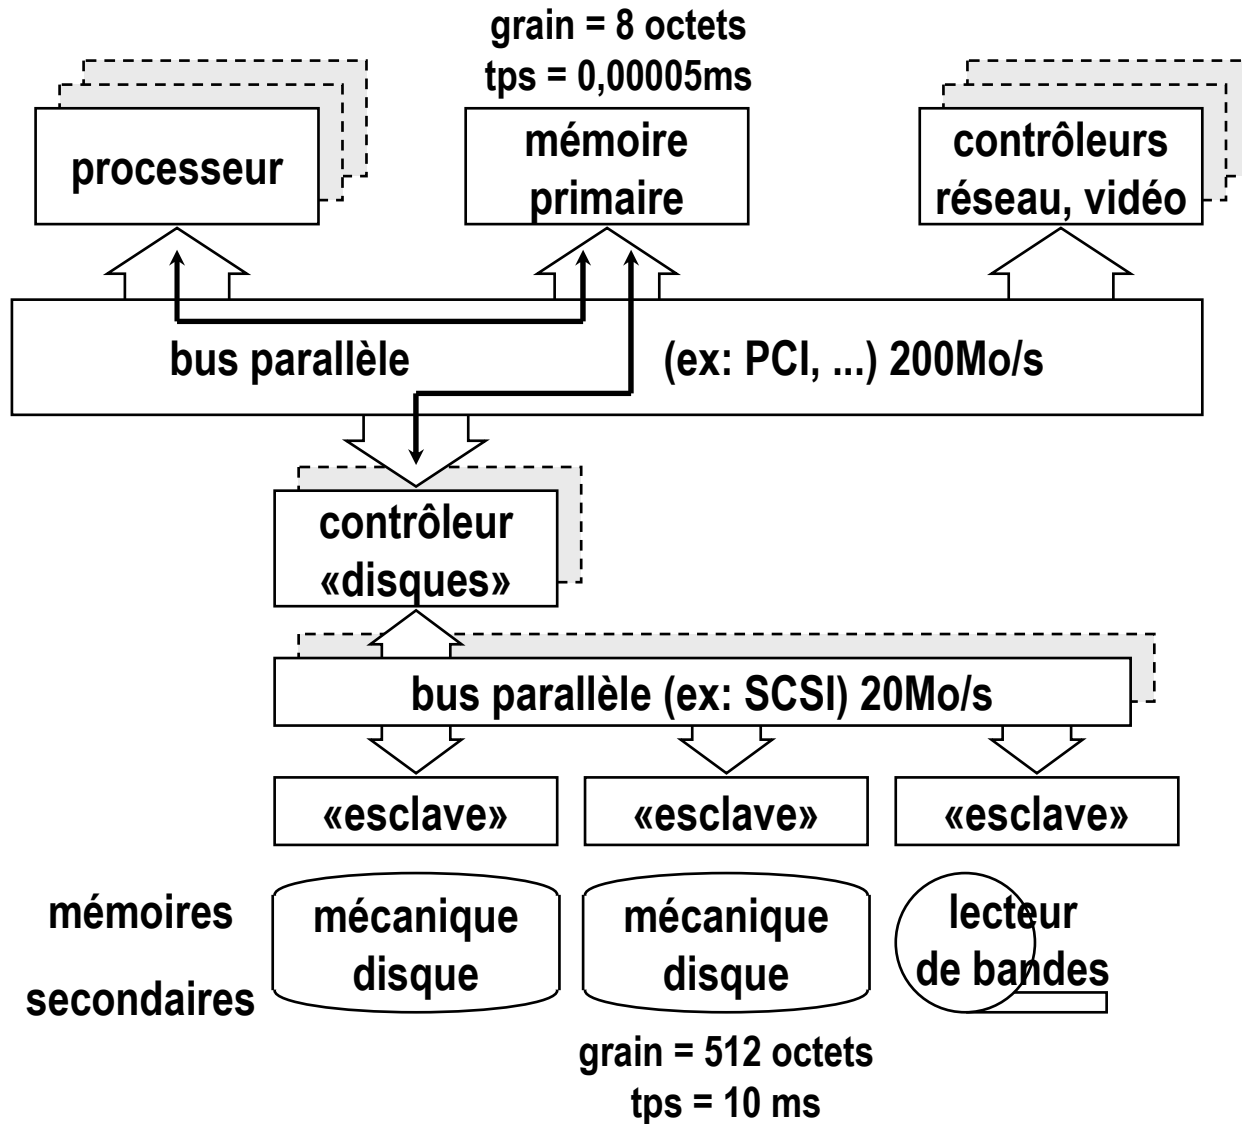 grain = 8 octets
tps = 0,00005ms
processeur
mémoire
primaire
contrôleurs
réseau, vidéo
bus parallèle (ex: PCI, ...) 200Mo/s
contrôleur
«disques»
bus parallèle (ex: SCSI) 20Mo/s
«esclave» «esclave» «esclave»
mémoires
secondaires
mécanique
disque
mécanique
disque
lecteur
de bandes
grain = 512 octets
tps = 10 ms